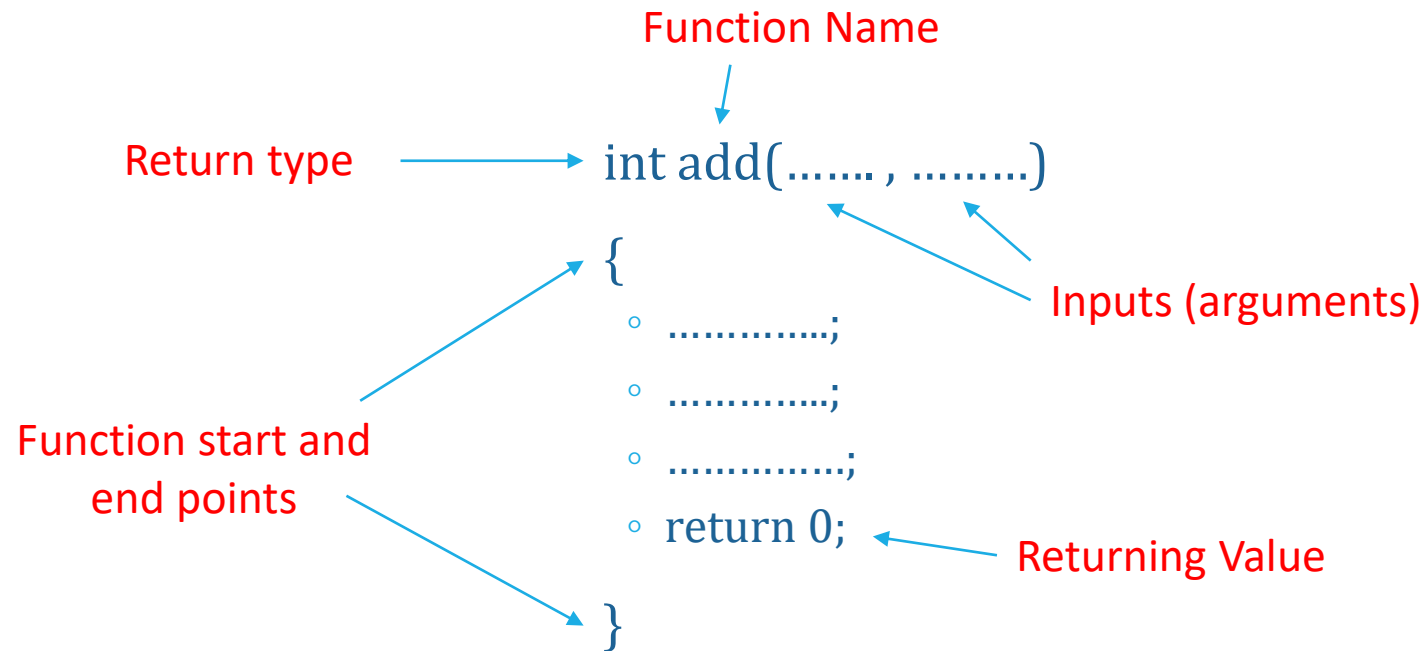 Function Name
Return type
int add(……. , ………)
{
Inputs (arguments)
◦ …………...;
◦ …………..;
Function start and
end points
◦ ……………;
◦ return 0;
Returning Value
}